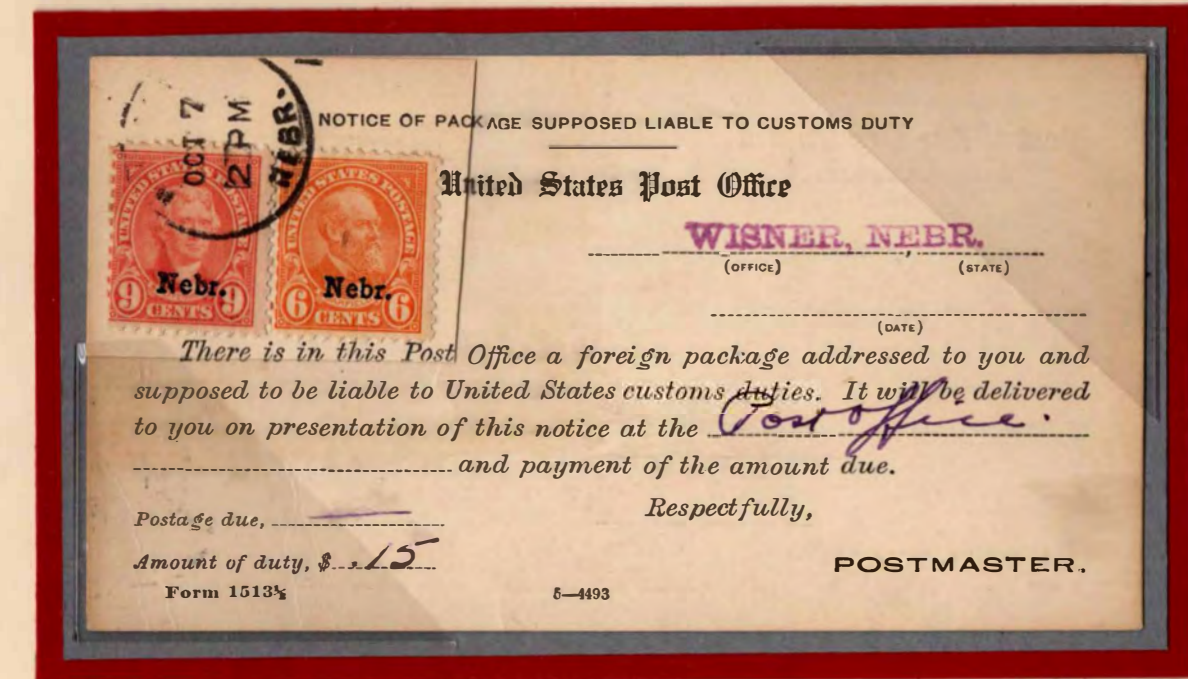 OCT 7
2 PM
NEBR.
NOTICE OF PACKAGE SUPPOSED LIABLE TO CUSTOMS DUTY
United States Post Office
UNITED STATES POSTAGE
Nebr.
9 CENTS 9
UNITED STATES POSTAGE
Nebr.
6 CENTS 6
WISNER, NEBR.
(OFFICE) (STATE)
(DATE)
There is in this Post Office a foreign package addressed to you and
supposed to be liable to United States customs duties. It will be delivered
to you on presentation of this notice at the Post office.
and payment of the amount due.
Respectfully,
Postage due,
Amount of duty, $ .15
POSTMASTER.
Form 1513½
5—4493